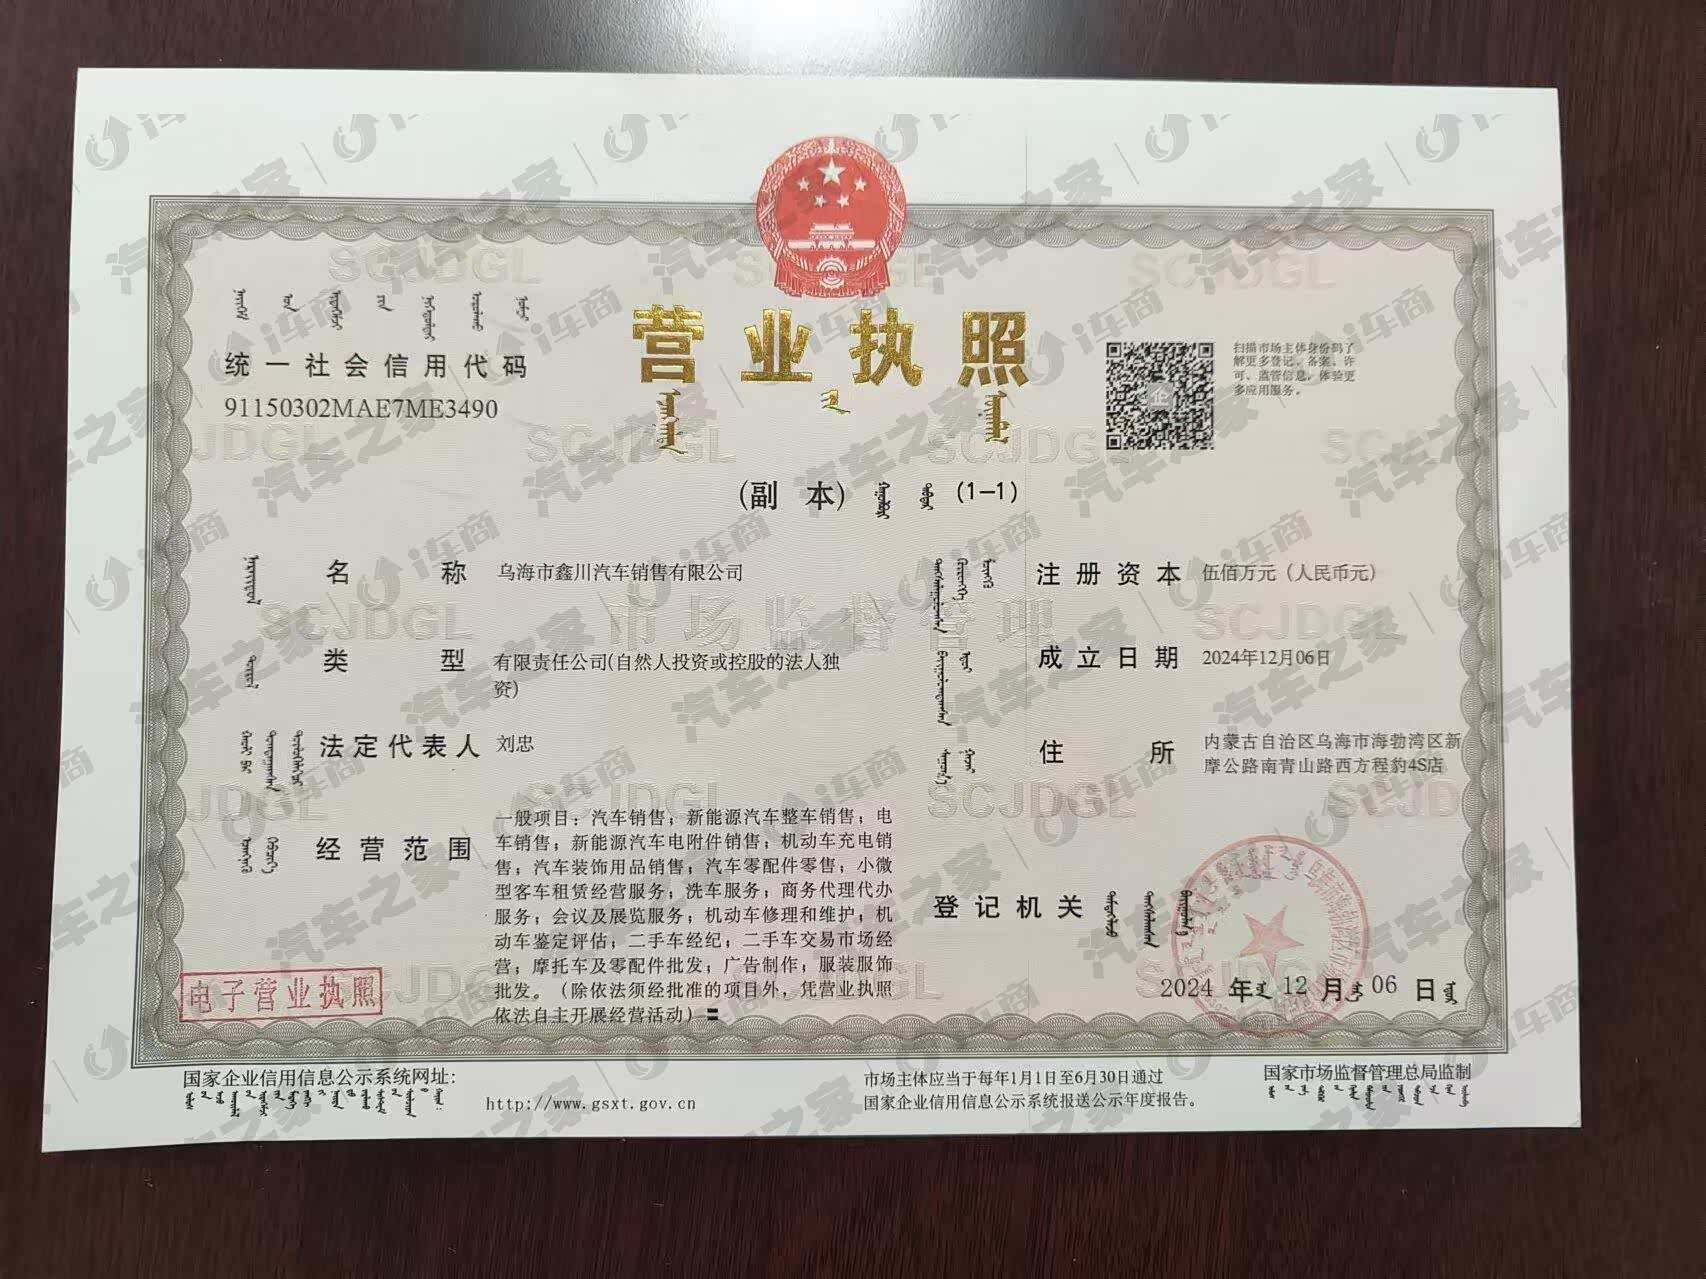 营业执照
统一社会信用代码
91150302MAE7ME3490
扫描市场主体身份码了
解更多登记、备案、许
可、监管信息，体验更
多应用服务。
(副 本) (1-1)
名 称 乌海市鑫川汽车销售有限公司
类 型 有限责任公司(自然人投资或控股的法人独
资)
法定代表人 刘忠
经营范围 一般项目：汽车销售；新能源汽车整车销售；电
车销售；新能源汽车电附件销售；机动车充电销
售；汽车装饰用品销售；汽车零配件零售；小微
型客车租赁经营服务；洗车服务；商务代理代办
服务；会议及展览服务；机动车修理和维护；机
动车鉴定评估；二手车经纪；二手车交易市场经
营；摩托车及零配件批发；广告制作；服装服饰
批发。（除依法须经批准的项目外，凭营业执照
依法自主开展经营活动）〓
注册资本 伍佰万元（人民币元）
成立日期 2024年12月06日
住 所 内蒙古自治区乌海市海勃湾区新
摩公路南青山路西方程豹4S店
登记机关
2024 年 12 月 06 日
电子营业执照
国家企业信用信息公示系统网址：
http://www.gsxt.gov.cn
市场主体应当于每年1月1日至6月30日通过
国家企业信用信息公示系统报送公示年度报告。
国家市场监督管理总局监制
市场监督管理
SCJDGL
汽车之家 | i车商